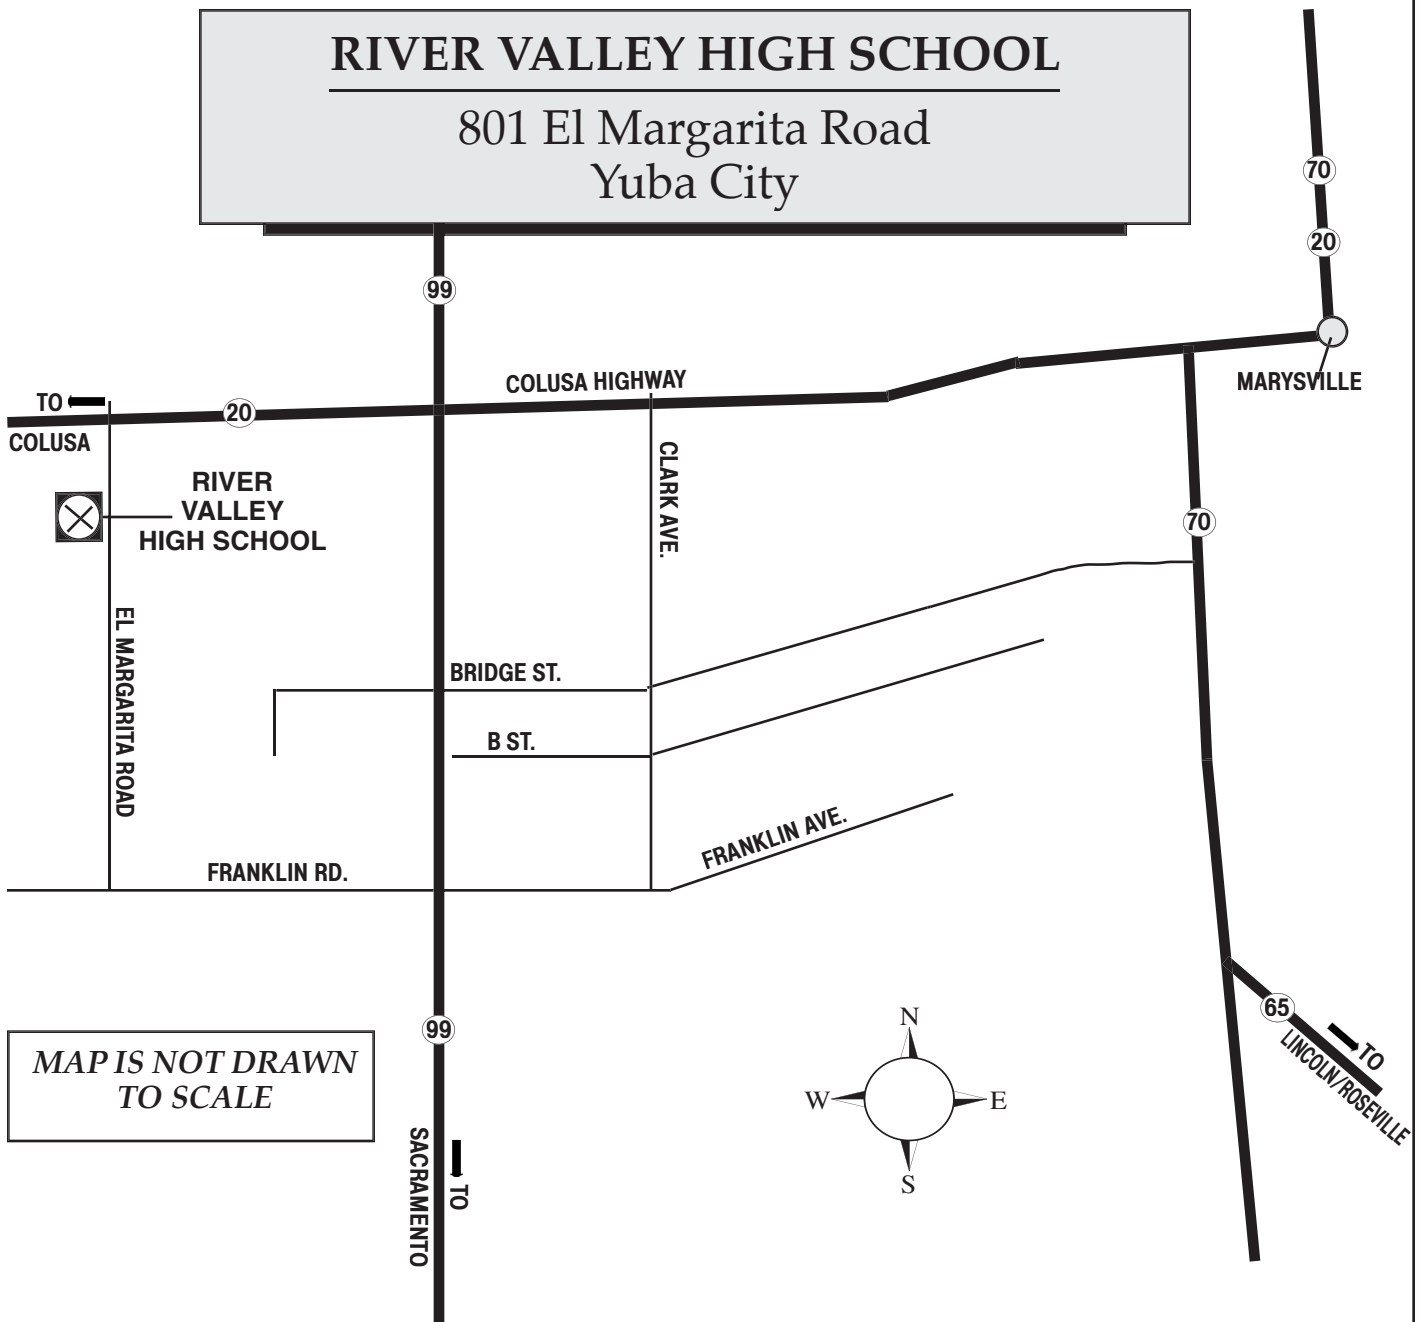 RIVER VALLEY HIGH SCHOOL
801 El Margarita Road
Yuba City
70
20
99
COLUSA HIGHWAY
MARYSVILLE
TO
20
COLUSA
CLARK AVE.
RIVER
VALLEY
HIGH SCHOOL
70
EL MARGARITA ROAD
BRIDGE ST.
B ST.
FRANKLIN AVE.
FRANKLIN RD.
99
65
TO
LINCOLN/ROSEVILLE
MAP IS NOT DRAWN
TO SCALE
N
W
E
S
SACRAMENTO
TO